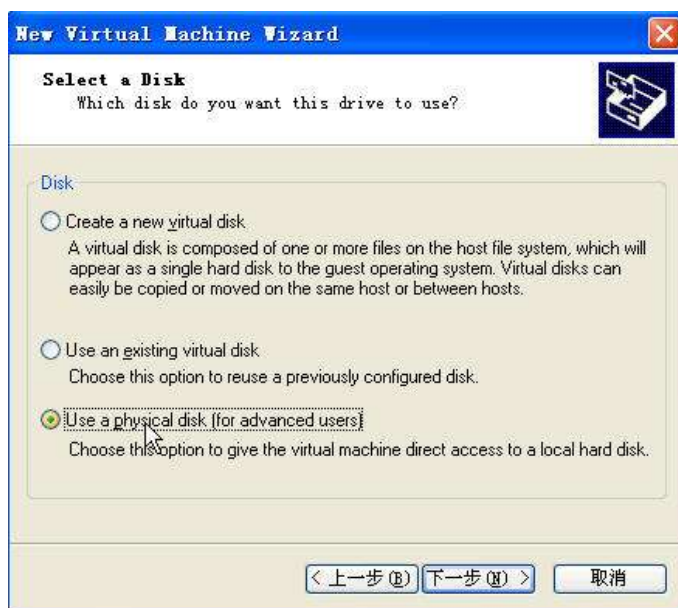 New Virtual Machine Wizard
Select a Disk
Which disk do you want this drive to use?
Disk
Create a new virtual disk
A virtual disk is composed of one or more files on the host file system, which will
appear as a single hard disk to the guest operating system. Virtual disks can
easily be copied or moved on the same host or between hosts.
Use an existing virtual disk
Choose this option to reuse a previously configured disk.
Use a physical disk (for advanced users)
Choose this option to give the virtual machine direct access to a local hard disk.
< 上一步(B) 下一步(N) > 取消